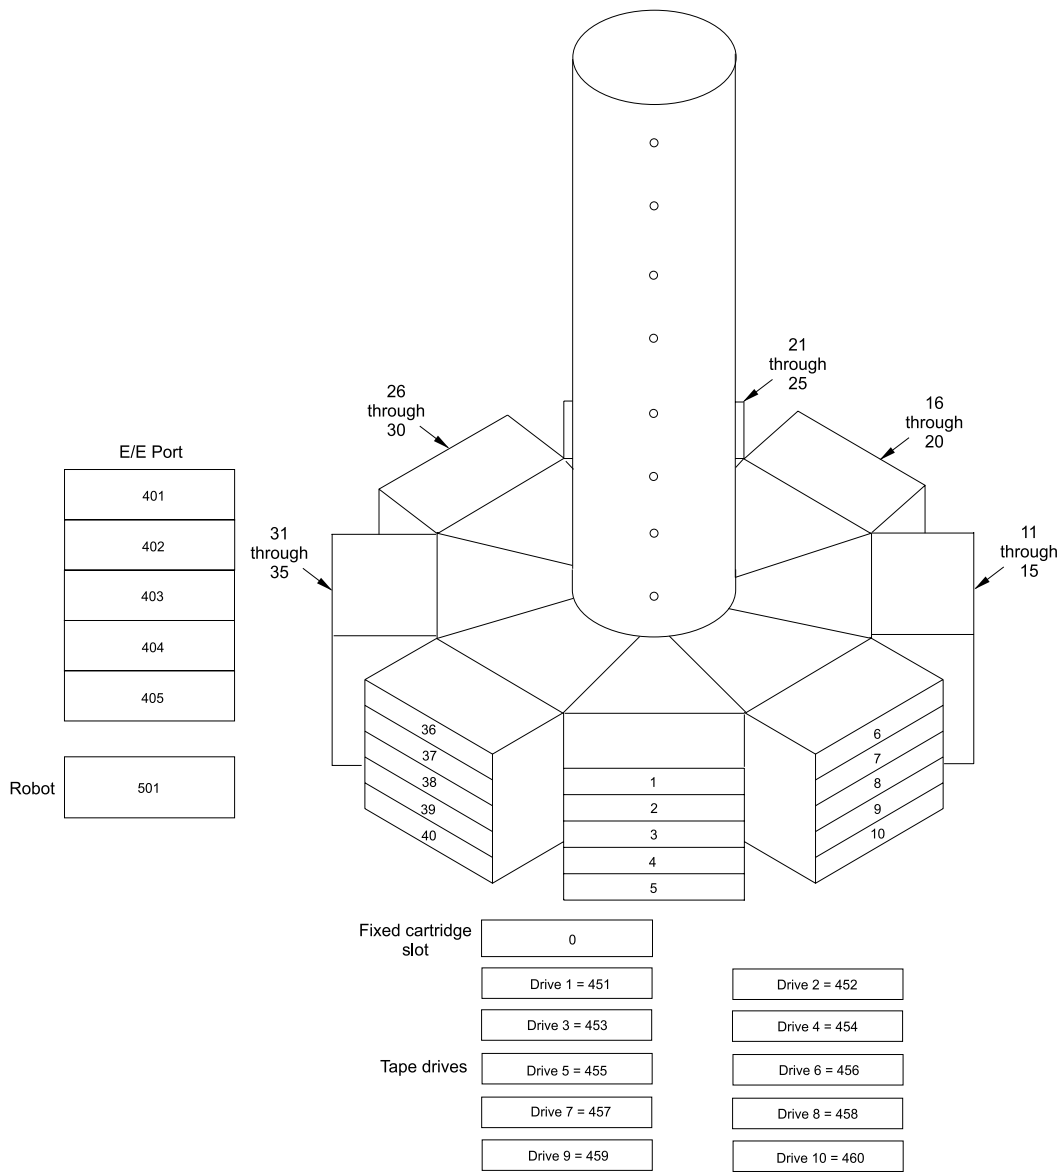 21
through
25
26
through
30
16
through
20
E/E Port
401
402
403
404
405
31
through
35
11
through
15
Robot
501
36
37
38
39
40
1
2
3
4
5
6
7
8
9
10
Fixed cartridge
slot
0
Drive 1 = 451
Drive 2 = 452
Drive 3 = 453
Drive 4 = 454
Tape drives
Drive 5 = 455
Drive 6 = 456
Drive 7 = 457
Drive 8 = 458
Drive 9 = 459
Drive 10 = 460